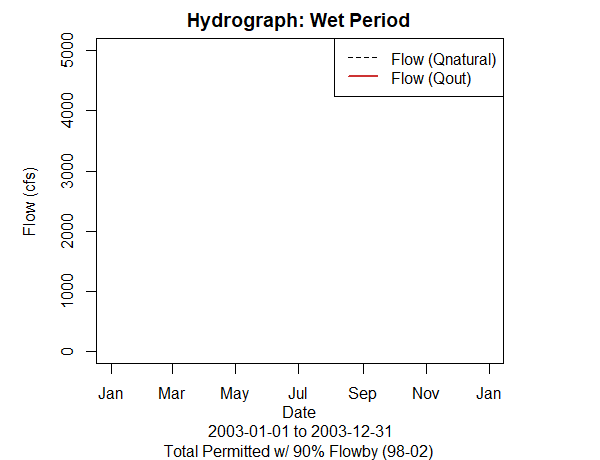 Hydrograph: Wet Period
Flow (Qnatural)
Flow (Qout)
Flow (cfs)
5000
4000
3000
2000
1000
0
Jan Mar May Jul Sep Nov Jan
Date
2003-01-01 to 2003-12-31
Total Permitted w/ 90% Flowby (98-02)